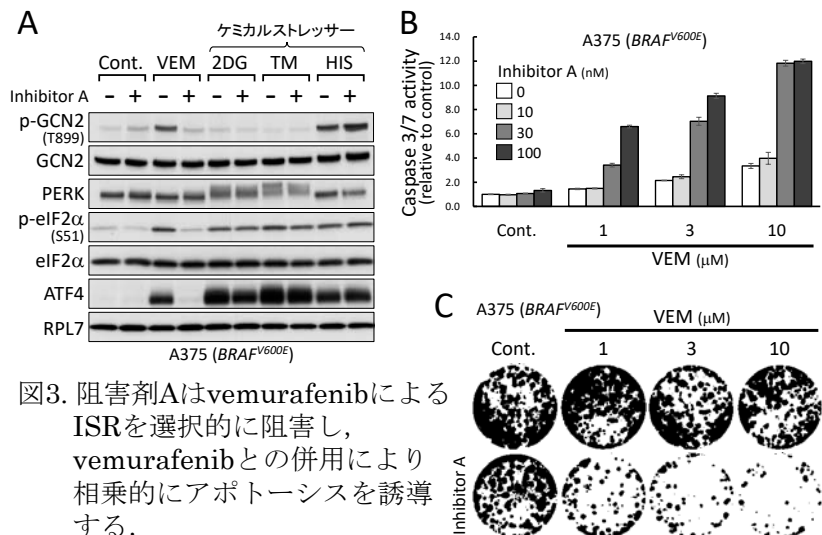 A
ケミカルストレッサー
Cont. VEM 2DG TM HIS
Inhibitor A − + − + − + − + − +
p-GCN2
(T899)
GCN2
PERK
p-eIF2α
(S51)
eIF2α
ATF4
RPL7
A375 (BRAFV600E)
B
A375 (BRAFV600E)
Caspase 3/7 activity
(relative to control)
14.0
12.0
10.0
8.0
6.0
4.0
2.0
0.0
Inhibitor A (nM)
0
10
30
100
Cont. 1 3 10
VEM (μM)
C
A375 (BRAFV600E) VEM (μM)
Cont. 1 3 10
Inhibitor A
図3. 阻害剤Aはvemurafenibによる
ISRを選択的に阻害し,
vemurafenibとの併用により
相乗的にアポトーシスを誘導
する.